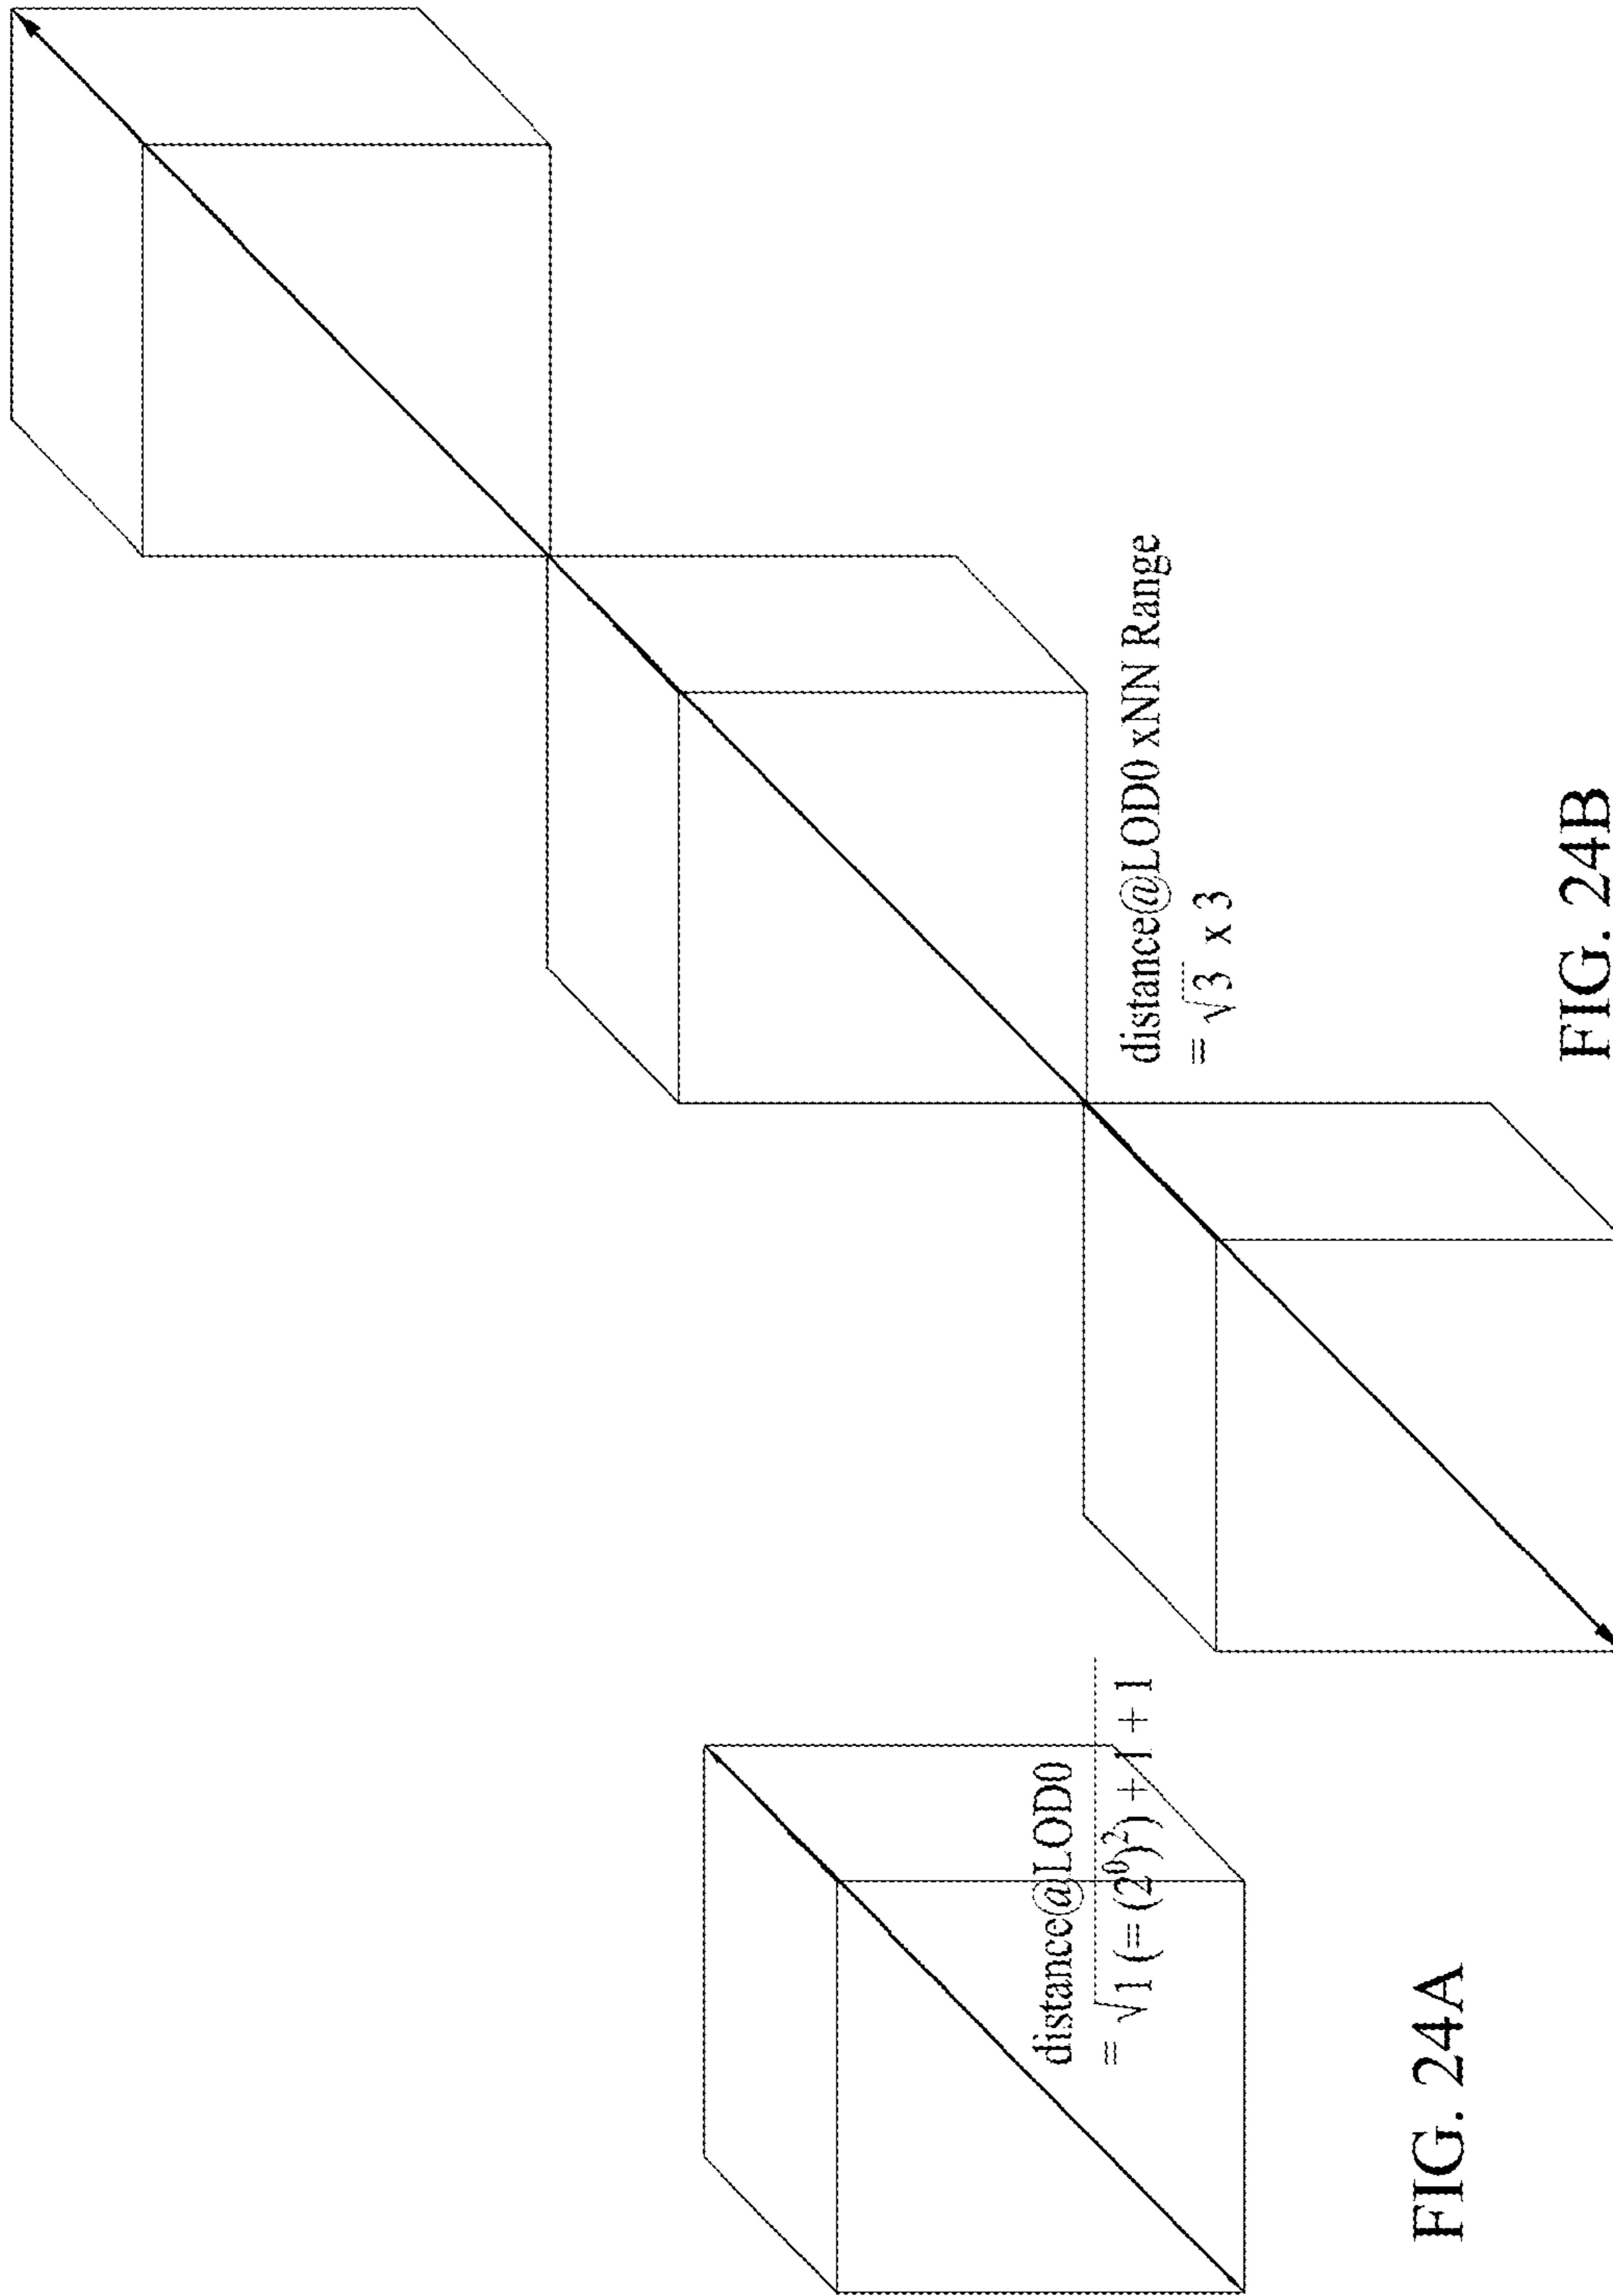 distance@LOD0
= √1 (= (2⁰)²) + 1 + 1
FIG. 24A
distance@LOD0 xNN Range
= √3 x 3
FIG. 24B